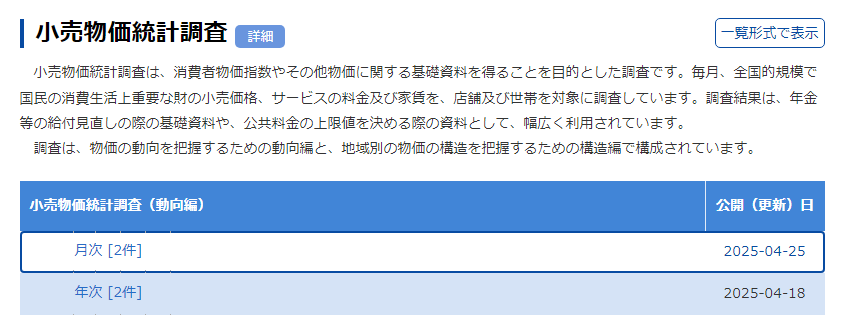 小売物価統計調査 詳細 一覧形式で表示
小売物価統計調査は、消費者物価指数やその他物価に関する基礎資料を得ることを目的とした調査です。毎月、全国的規模で
国民の消費生活上重要な財の小売価格、サービスの料金及び家賃を、店舗及び世帯を対象に調査しています。調査結果は、年金
等の給付見直しの際の基礎資料や、公共料金の上限値を決める際の資料として、幅広く利用されています。
調査は、物価の動向を把握するための動向編と、地域別の物価の構造を把握するための構造編で構成されています。
小売物価統計調査（動向編） 公開（更新）日
月次 [2件] 2025-04-25
年次 [2件] 2025-04-18